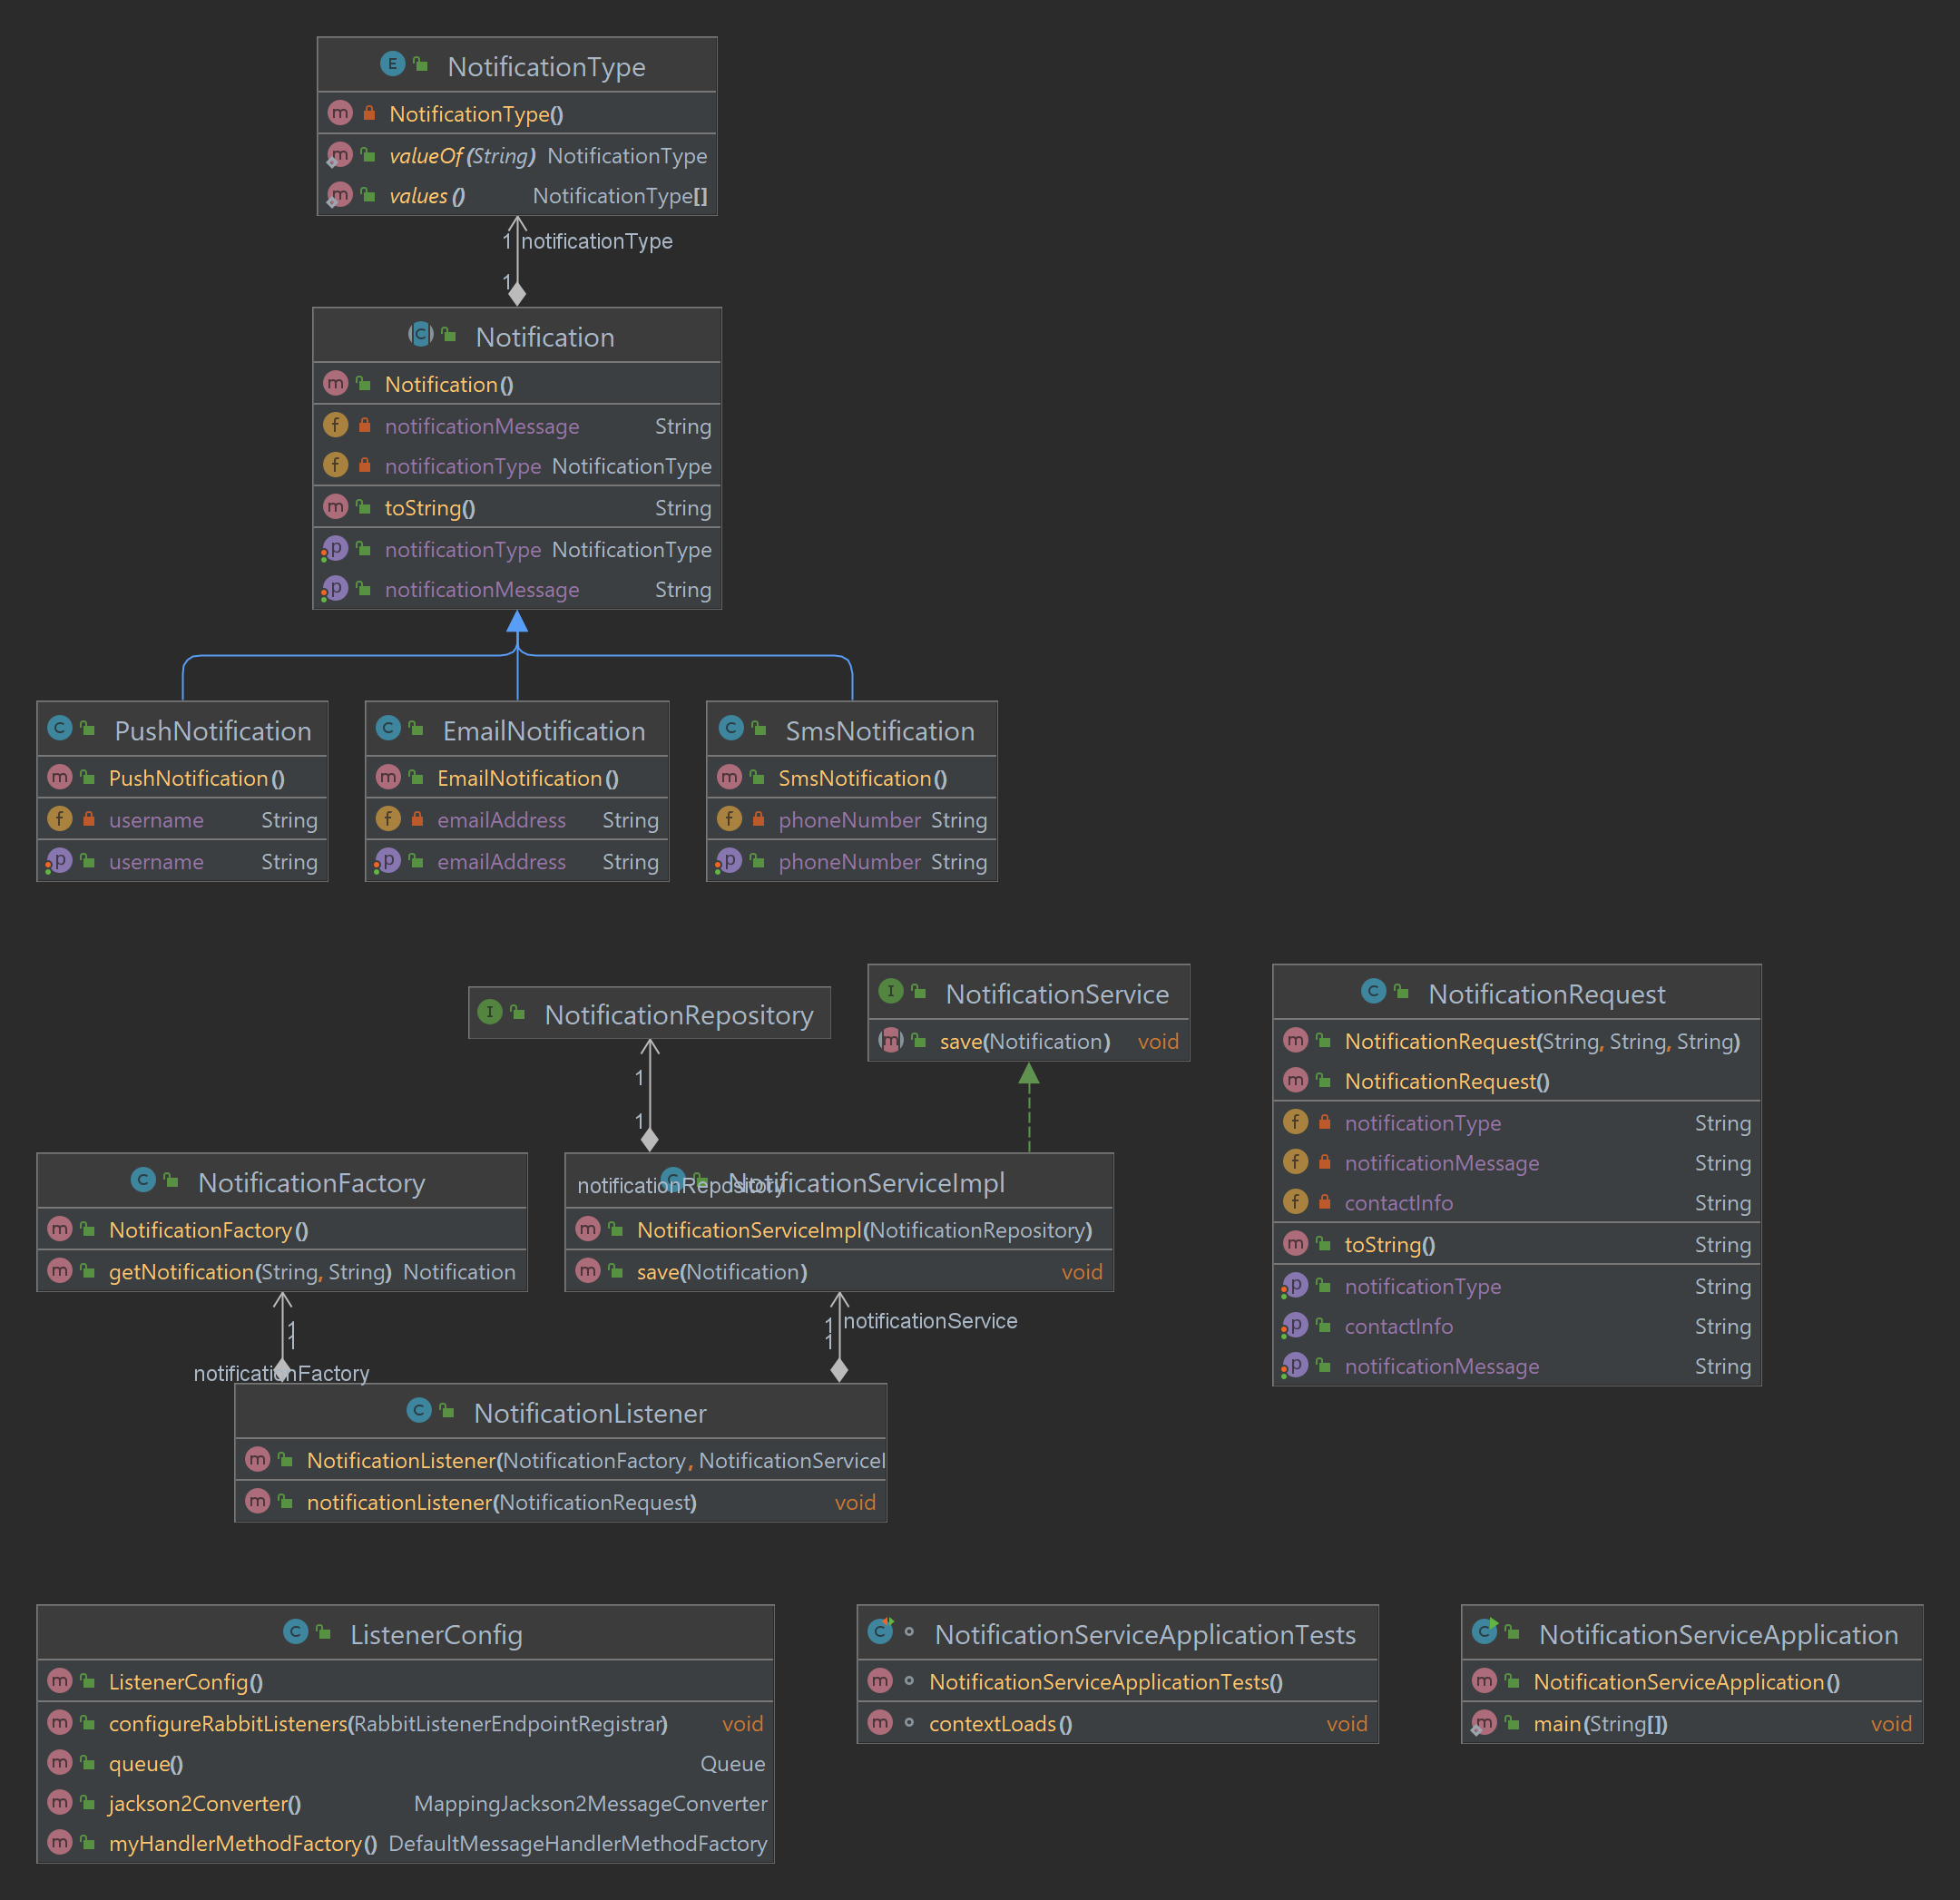 NotificationType
NotificationType()
valueOf(String) NotificationType
values() NotificationType[]
1 notificationType
1
Notification
Notification()
notificationMessage String
notificationType NotificationType
toString() String
notificationType NotificationType
notificationMessage String
PushNotification
PushNotification()
username String
username String
EmailNotification
EmailNotification()
emailAddress String
emailAddress String
SmsNotification
SmsNotification()
phoneNumber String
phoneNumber String
NotificationRepository
1
1
notificationRepository
NotificationService
save(Notification) void
NotificationRequest
NotificationRequest(String, String, String)
NotificationRequest()
notificationType String
notificationMessage String
contactInfo String
toString() String
notificationType String
contactInfo String
notificationMessage String
NotificationFactory
NotificationFactory()
getNotification(String, String) Notification
NotificationServiceImpl
NotificationServiceImpl(NotificationRepository)
save(Notification) void
1
1
notificationFactory
1 notificationService
1
NotificationListener
NotificationListener(NotificationFactory, NotificationServiceI
notificationListener(NotificationRequest) void
ListenerConfig
ListenerConfig()
configureRabbitListeners(RabbitListenerEndpointRegistrar) void
queue() Queue
jackson2Converter() MappingJackson2MessageConverter
myHandlerMethodFactory() DefaultMessageHandlerMethodFactory
NotificationServiceApplicationTests
NotificationServiceApplicationTests()
contextLoads() void
NotificationServiceApplication
NotificationServiceApplication()
main(String[]) void